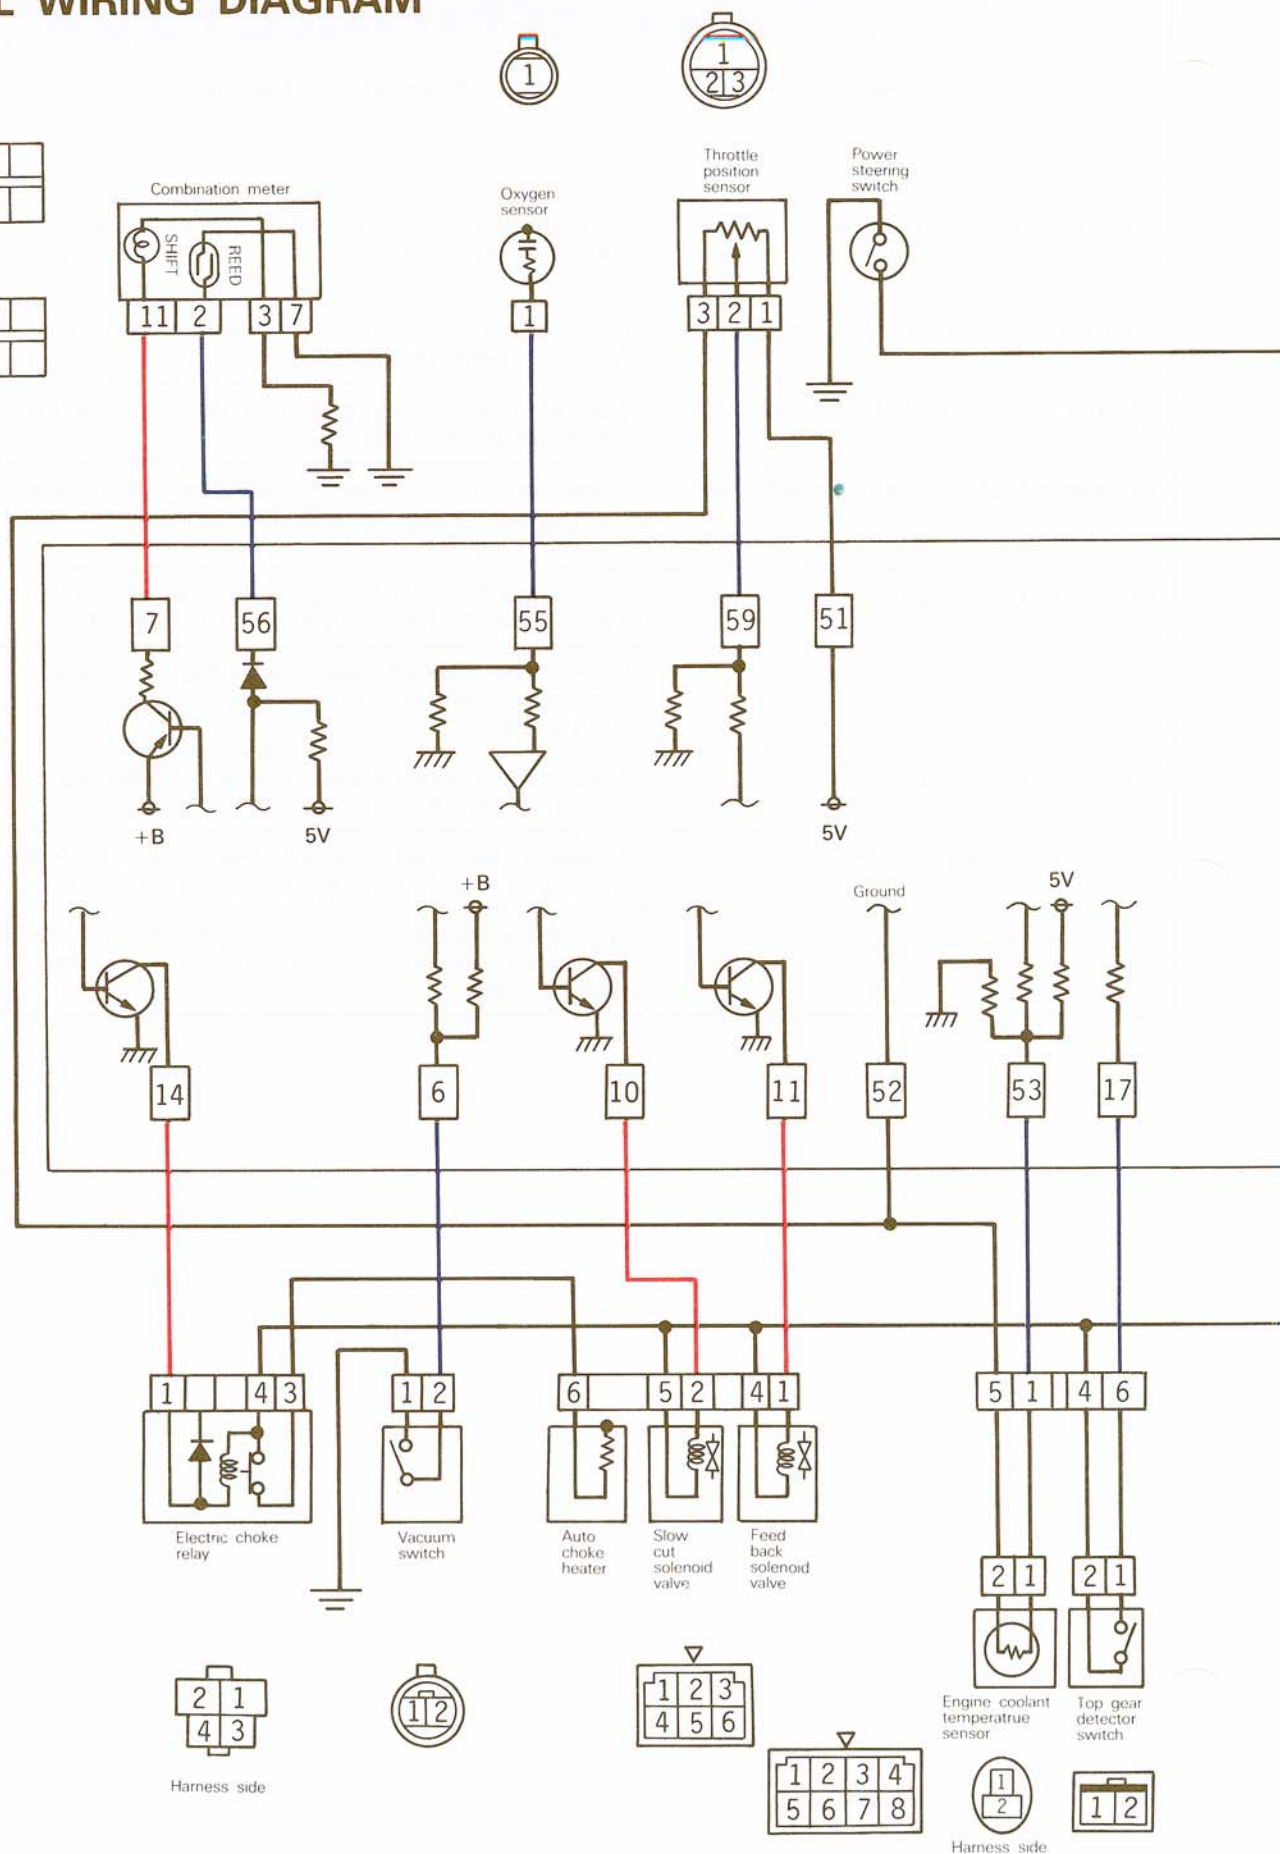 WIRING DIAGRAM
1
1
2 3
Combination meter
Oxygen
sensor
Throttle
position
sensor
Power
steering
switch
SHIFT
REED
11 2 3 7
1
3 2 1
7
56
55
59
51
+B
5V
5V
+B
Ground
5V
14
6
10
11
52
53
17
1 4 3
1 2
6 5 2 4 1
5 1 4 6
Electric choke
relay
Vacuum
switch
Auto
choke
heater
Slow
cut
solenoid
valve
Feed
back
solenoid
valve
2 1
2 1
Engine coolant
temperatrue
sensor
Top gear
detector
switch
2 1
4 3
Harness side
1 2
1 2 3
4 5 6
1 2 3 4
5 6 7 8
1
2
Harness side
1 2